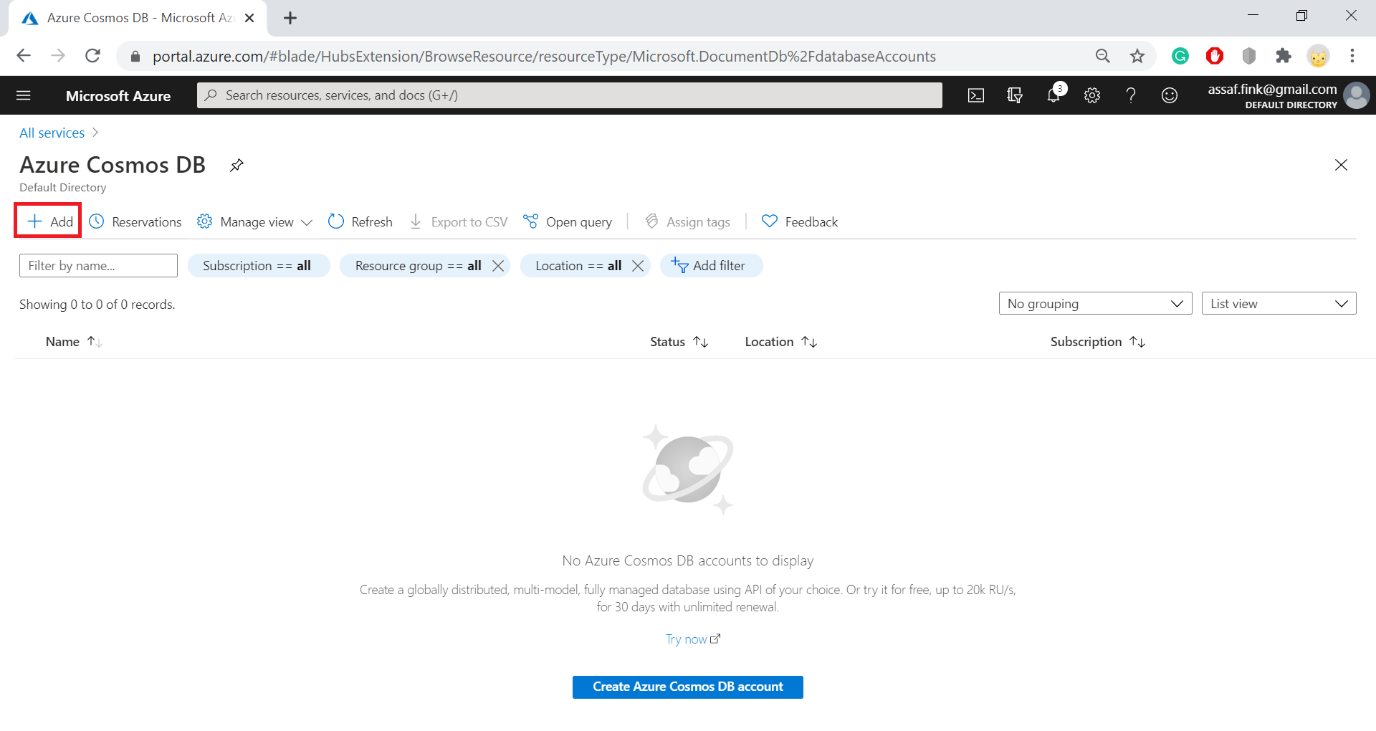 Azure Cosmos DB - Microsoft Az
portal.azure.com/#blade/HubsExtension/BrowseResource/resourceType/Microsoft.DocumentDb%2FdatabaseAccounts
Microsoft Azure
Search resources, services, and docs (G+/)
3
assaf.fink@gmail.com
DEFAULT DIRECTORY
All services
Azure Cosmos DB
Default Directory
Add Reservations Manage view Refresh Export to CSV Open query Assign tags Feedback
Filter by name... Subscription == all Resource group == all Location == all Add filter
Showing 0 to 0 of 0 records. No grouping List view
Name Status Location Subscription
No Azure Cosmos DB accounts to display
Create a globally distributed, multi-model, fully managed database using API of your choice. Or try it for free, up to 20k RU/s,
for 30 days with unlimited renewal.
Try now
Create Azure Cosmos DB account